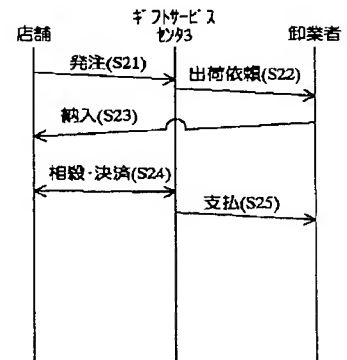 ギフトサービス
センタ3
店舗
卸業者
発注(S21)
出荷依頼(S22)
納入(S23)
相殺・決済(S24)
支払(S25)